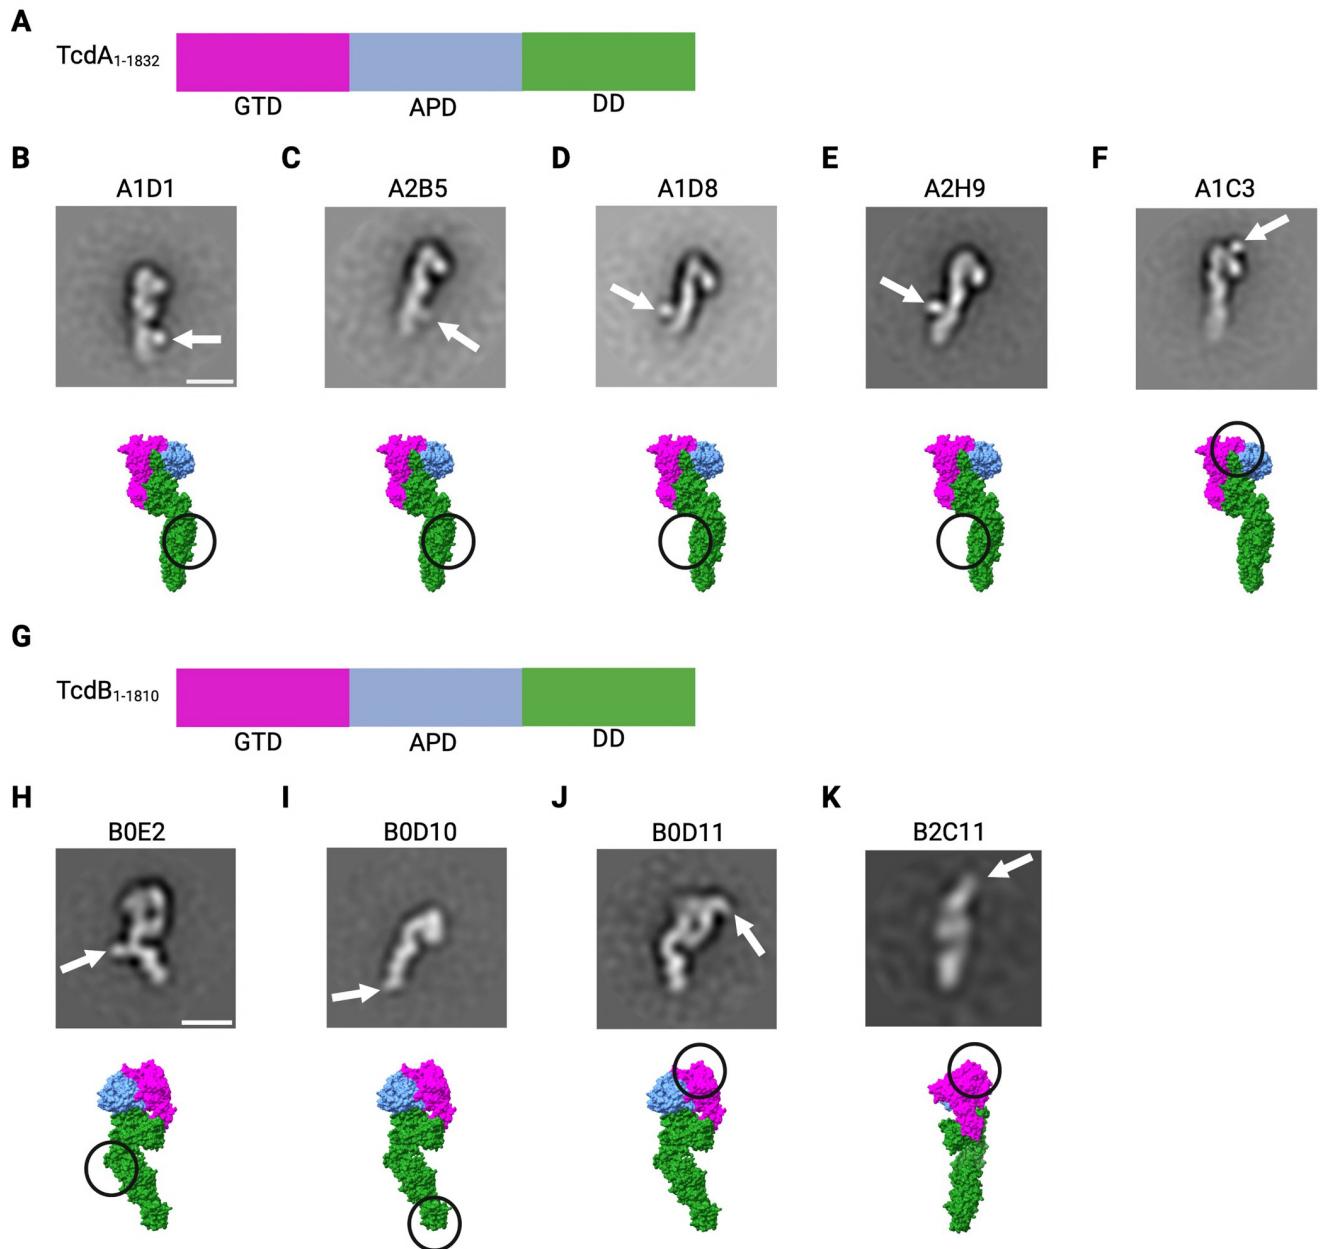 A
TcdA1-1832
GTD APD DD
B C D E F
A1D1 A2B5 A1D8 A2H9 A1C3
G
TcdB1-1810
GTD APD DD
H I J K
B0E2 B0D10 B0D11 B2C11